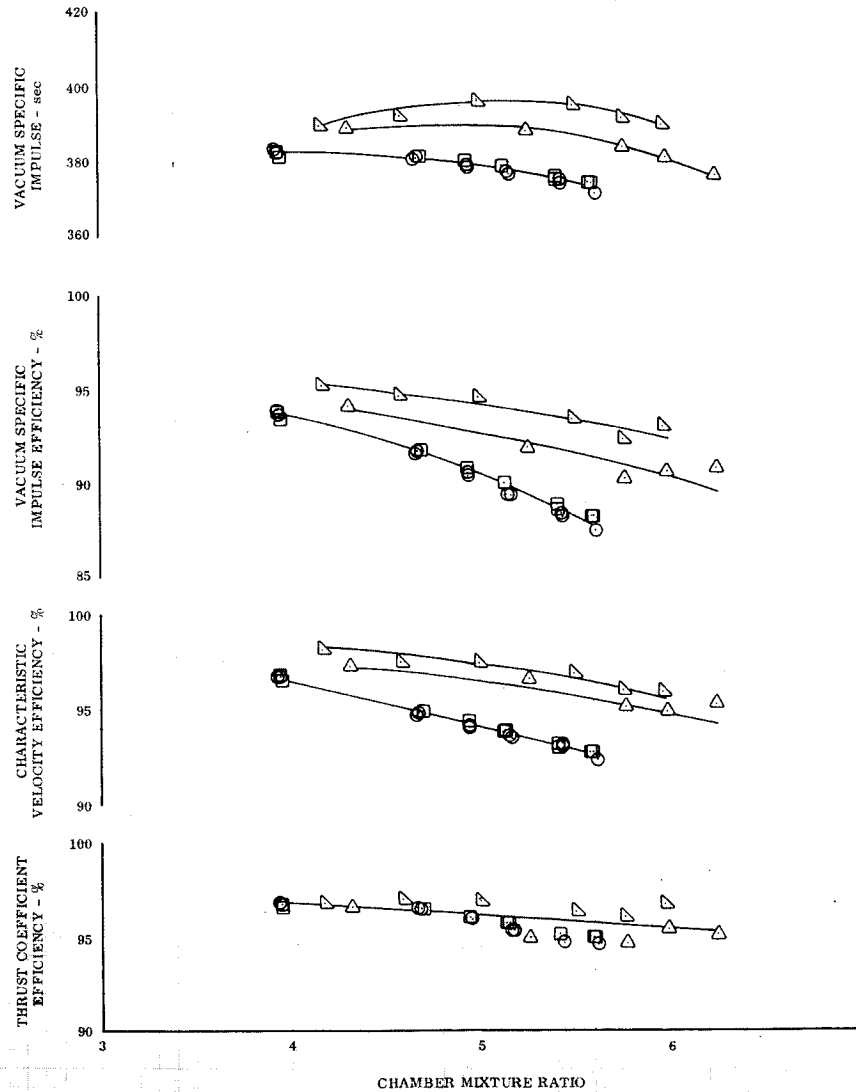 420
400
380
360
VACUUM SPECIFIC
IMPULSE - sec
100
95
90
85
VACUUM SPECIFIC
IMPULSE EFFICIENCY - %
100
95
90
CHARACTERISTIC
VELOCITY EFFICIENCY - %
100
95
90
THRUST COEFFICIENT
EFFICIENCY - %
3 4 5 6
CHAMBER MIXTURE RATIO